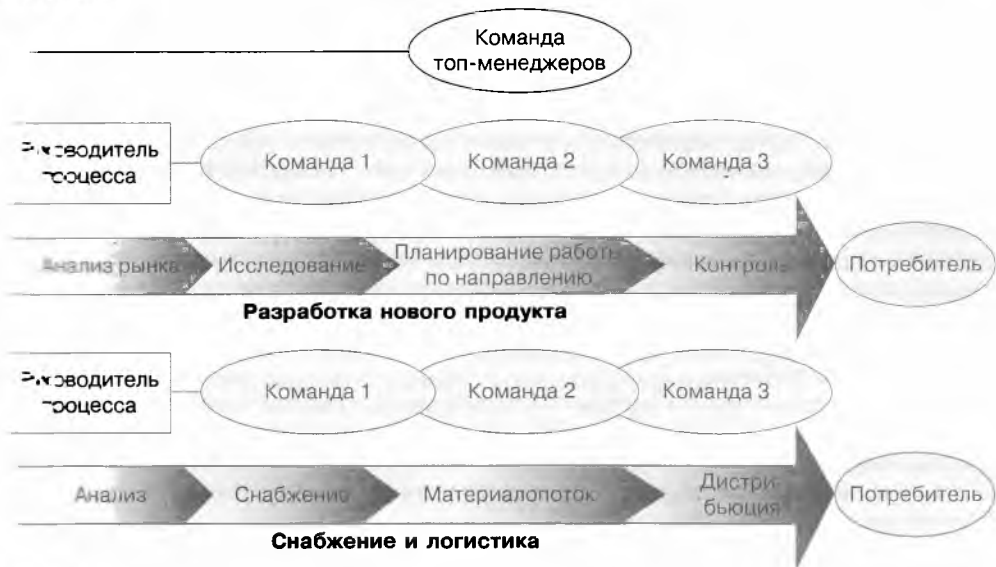 Команда
топ-менеджеров
Руководитель
процесса
Команда 1
Команда 2
Команда 3
Анализ рынка
Исследование
Планирование работы
по направлению
Контроль
Потребитель
Разработка нового продукта
Руководитель
процесса
Команда 1
Команда 2
Команда 3
Анализ
Снабжение
Материалопоток
Дистри-
бьюция
Потребитель
Снабжение и логистика